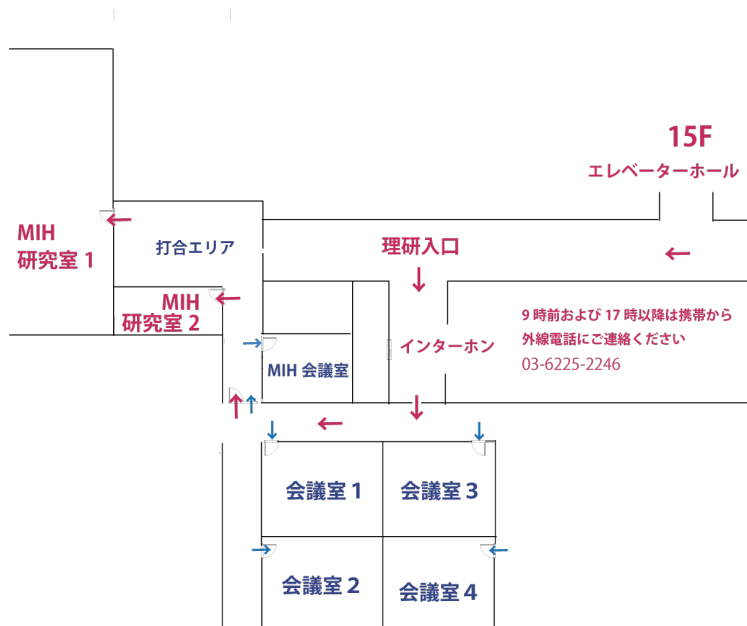 15F
エレベーターホール
理研入口
MIH
研究室 1
打合エリア
MIH
研究室 2
9 時前および 17 時以降は携帯から
外線電話にご連絡ください
03-6225-2246
インターホン
MIH 会議室
会議室 1
会議室 3
会議室 2
会議室 4